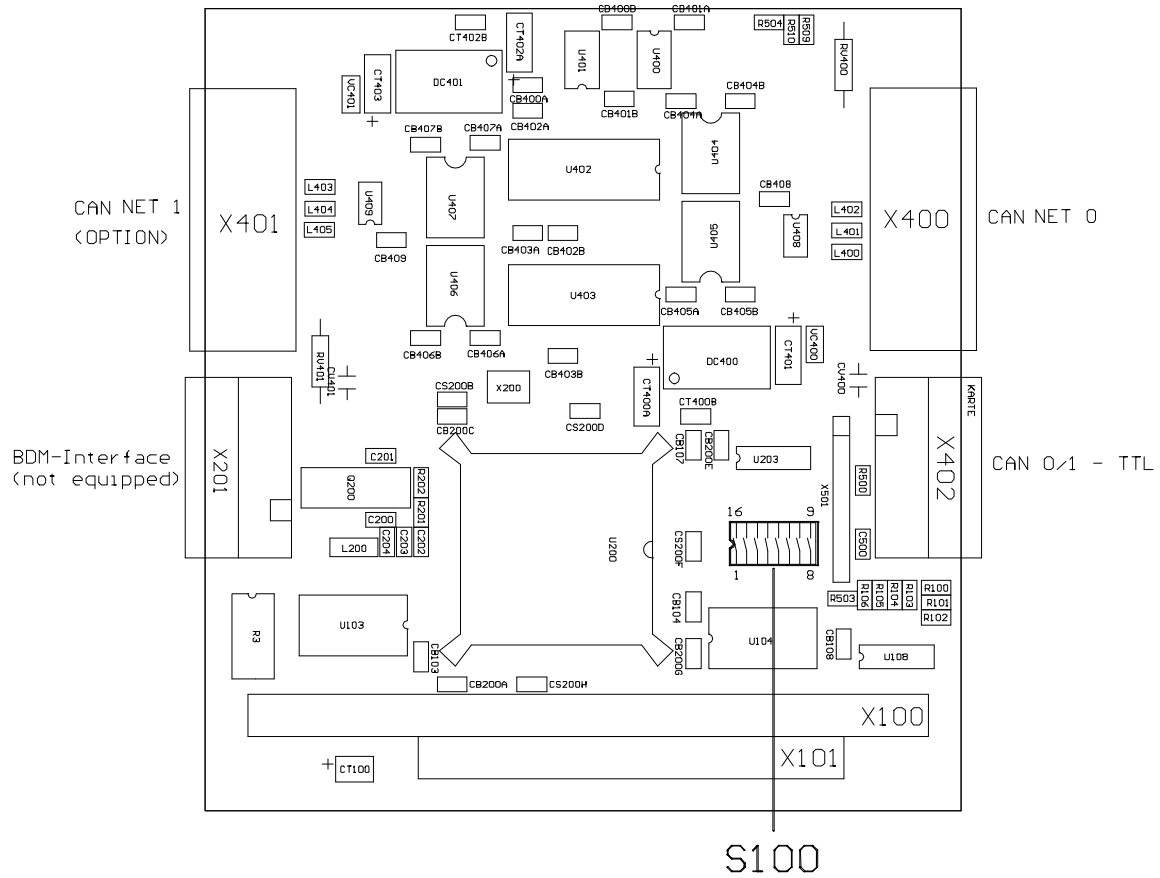 CB400B
CB401A
CT402B
CT402A
R504
R510
R509
U401
U400
RV400
DC401
VC401
CT403
CB400A
CB402A
CB401B
CB404A
CB404B
CB407B
CB407A
U402
U404
L403
L404
L405
U409
U407
CB408
CAN NET 1
(OPTION)
X401
L402
L401
L400
U408
X400
CAN NET 0
U405
CB403A
CB402B
CB409
U406
U403
CB405A
CB405B
CB406B
CB406A
CB403B
DC400
CT401
VC400
RV401
CV401
CV400
CS200B
X200
CT400A
CT400B
CB200C
CS200D
KARTE
BDM-Interface
(not equipped)
X201
C201
Q200
R202
R201
CB107
CB200E
U203
X501
R500
X402
CAN 0/1 - TTL
C200
L200
C204
C203
C202
U200
CS200F
16
9
1
8
C500
R503
R106
R105
R104
R103
R100
R101
R102
R3
U103
CB103
CB104
CB200G
U104
CB108
U108
CB200A
CS200H
X100
X101
CT100
S100